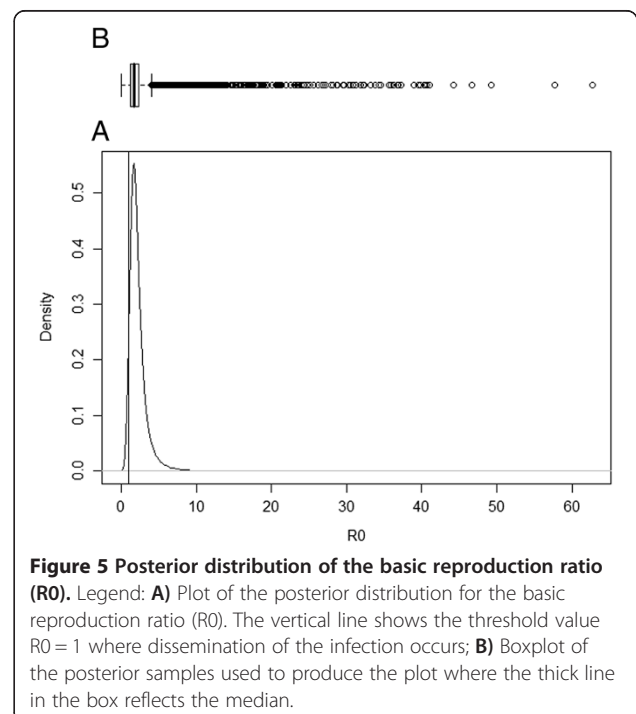 B
A
0.5
0.4
0.3
0.2
0.1
0.0
Density
0 10 20 30 40 50 60
R0
Figure 5 Posterior distribution of the basic reproduction ratio
(R0). Legend: A) Plot of the posterior distribution for the basic
reproduction ratio (R0). The vertical line shows the threshold value
R0 = 1 where dissemination of the infection occurs; B) Boxplot of
the posterior samples used to produce the plot where the thick line
in the box reflects the median.